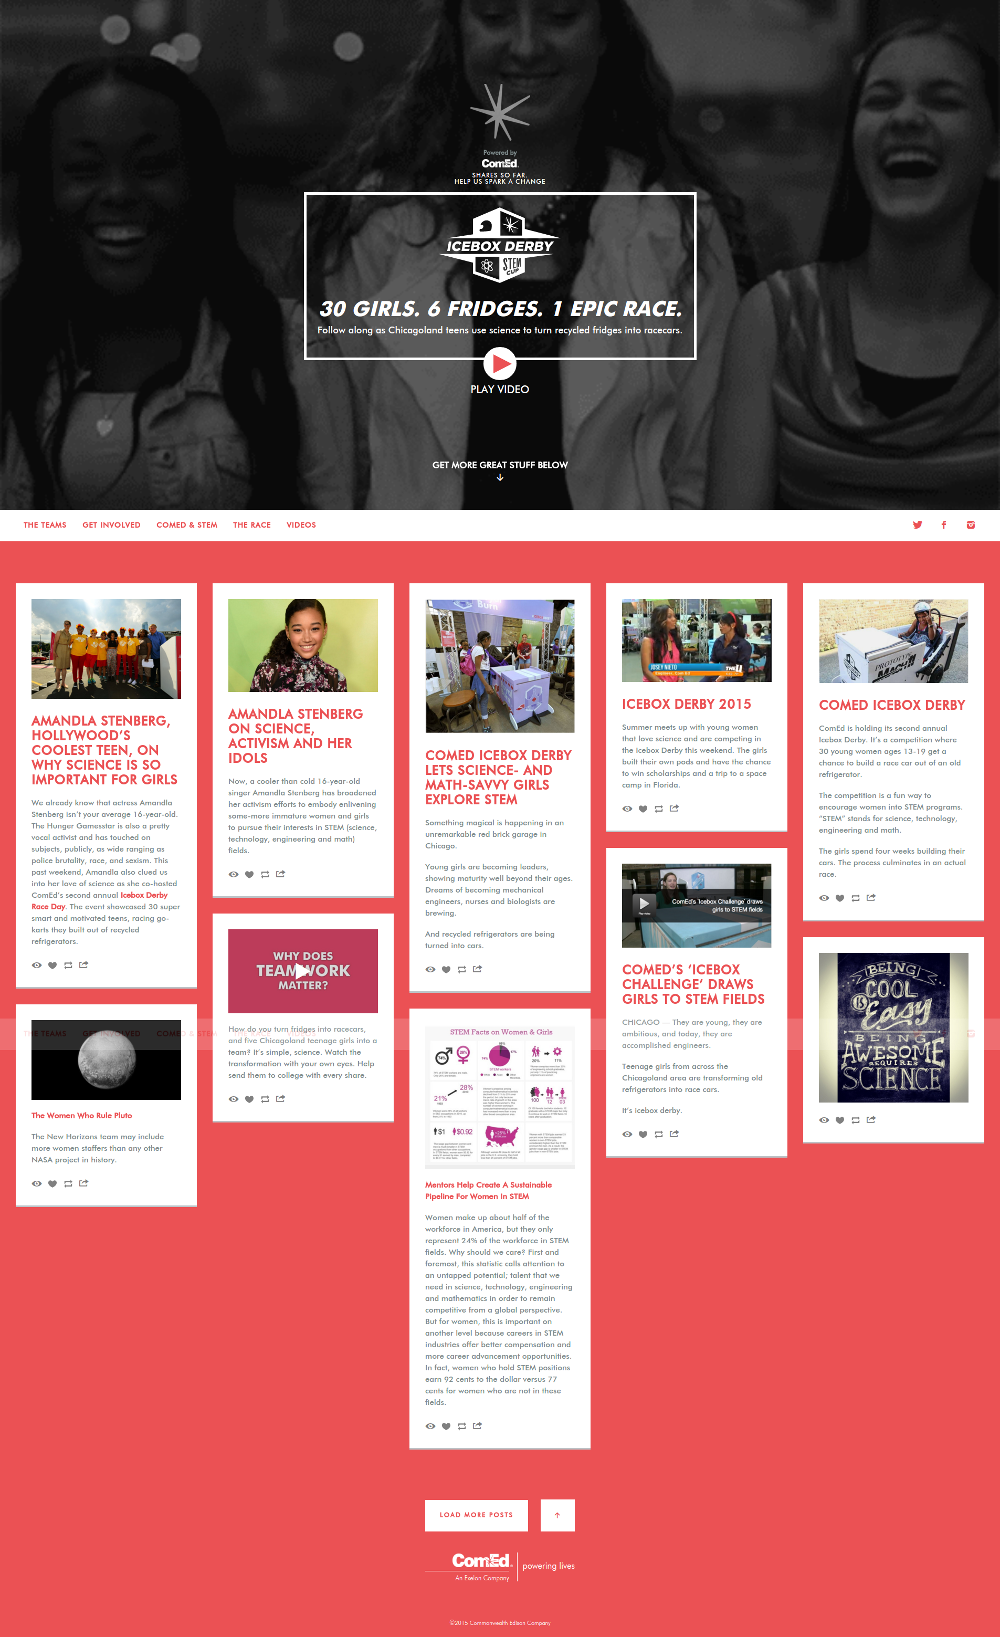 Powered by
ComEd.
SHARES SO FAR.
HELP US SPARK A CHANGE
ICEBOX DERBY
STEM
CUP
30 GIRLS. 6 FRIDGES. 1 EPIC RACE.
Follow along as Chicagoland teens use science to turn recycled fridges into racecars.
PLAY VIDEO
GET MORE GREAT STUFF BELOW
THE TEAMS
GET INVOLVED
COMED & STEM
THE RACE
VIDEOS
AMANDLA STENBERG,
HOLLYWOOD'S
COOLEST TEEN, ON
WHY SCIENCE IS SO
IMPORTANT FOR GIRLS
We already know that actress Amandla
Stenberg isn't your average 16-year-old.
The Hunger Gamesstar is also a pretty
vocal activist and has touched on
subjects, publicly, as wide ranging as
police brutality, race, and sexism. This
past weekend, Amandla also clued us
into her love of science as she co-hosted
ComEd's second annual Icebox Derby
Race Day. The event showcased 30 super
smart and motivated teens, racing go-
karts they built out of recycled
refrigerators.
THE TEAMS
GET INVOLVED
COMED & STEM
The Women Who Rule Pluto
The New Horizons team may include
more women staffers than any other
NASA project in history.
AMANDLA STENBERG
ON SCIENCE,
ACTIVISM AND HER
IDOLS
Now, a cooler than cold 16-year-old
singer Amandla Stenberg has broadened
her activism efforts to embody enlivening
some-more immature women and girls
to pursue their interests in STEM (science,
technology, engineering and math)
fields.
WHY DOES
TEAMWORK
MATTER?
How do you turn fridges into racecars,
and five Chicagoland teenage girls into a
team? It's simple, science. Watch the
transformation with your own eyes. Help
send them to college with every share.
Burn
COMED ICEBOX DERBY
LETS SCIENCE- AND
MATH-SAVVY GIRLS
EXPLORE STEM
Something magical is happening in an
unremarkable red brick garage in
Chicago.
Young girls are becoming leaders,
showing maturity well beyond their ages.
Dreams of becoming mechanical
engineers, nurses and biologists are
brewing.
And recycled refrigerators are being
turned into cars.
STEM Facts on Women & Girls
28%
21%
20%
11%
100
12
03
$1
$0.92
Mentors Help Create A Sustainable
Pipeline For Women In STEM
Women make up about half of the
workforce in America, but they only
represent 24% of the workforce in STEM
fields. Why should we care? First and
foremost, this statistic calls attention to
an untapped potential; talent that we
need in science, technology, engineering
and mathematics in order to remain
competitive from a global perspective.
But for women, this is important on
another level because careers in STEM
industries offer better compensation and
more career advancement opportunities.
In fact, women who hold STEM positions
earn 92 cents to the dollar versus 77
cents for women who are not in these
fields.
JOSEY NIETO
THE U
ICEBOX DERBY 2015
Summer meets up with young women
that love science and are competing in
the Icebox Derby this weekend. The girls
built their own pods and have the chance
to win scholarships and a trip to a space
camp in Florida.
ComEd's 'Icebox Challenge' draws
girls to STEM fields
COMED'S 'ICEBOX
CHALLENGE' DRAWS
GIRLS TO STEM FIELDS
CHICAGO — They are young, they are
ambitious, and today, they are
accomplished engineers.
Teenage girls from across the
Chicagoland area are transforming old
refrigerators into race cars.
It's icebox derby.
PROTOTYPE
MACH II
COMED ICEBOX DERBY
ComEd is holding its second annual
Icebox Derby. It's a competition where
30 young women ages 13-19 get a
chance to build a race car out of an old
refrigerator.
The competition is a fun way to
encourage women into STEM programs.
"STEM" stands for science, technology,
engineering and math.
The girls spend four weeks building their
cars. The process culminates in an actual
race.
BEING
COOL
IS
Easy
BEING
AWESOME
REQUIRES
SCIENCE
LOAD MORE POSTS
ComEd.
An Exelon Company
powering lives
©2015 Commonwealth Edison Company